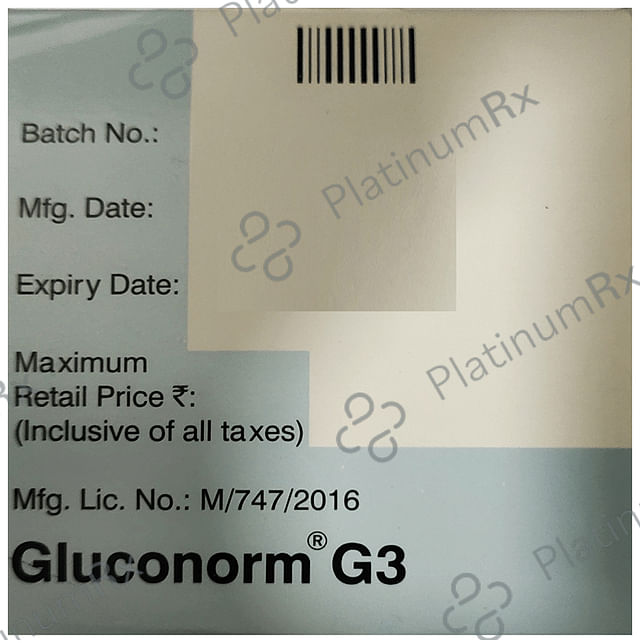 Batch No.:
Mfg. Date:
Expiry Date:
Maximum
Retail Price ₹:
(Inclusive of all taxes)
Mfg. Lic. No.: M/747/2016
Gluconorm® G3
PlatinumRx
PlatinumRx